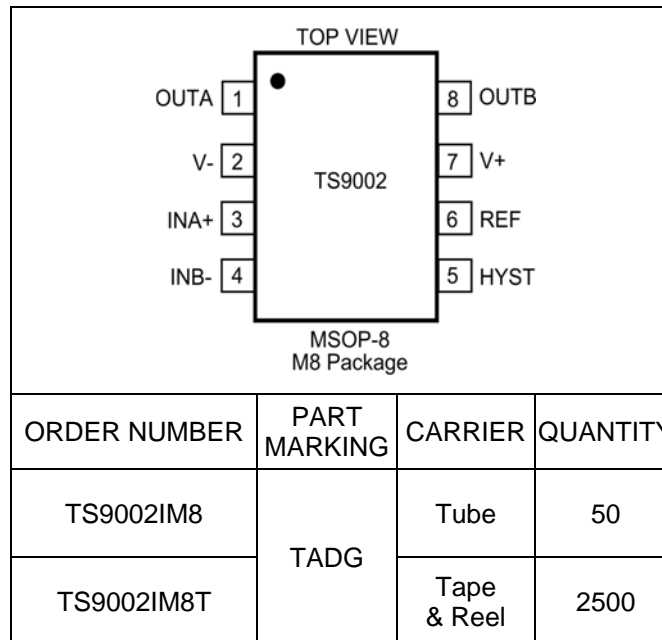 TOP VIEW
OUTA 1
8 OUTB
V- 2
7 V+
TS9002
INA+ 3
6 REF
INB- 4
5 HYST
MSOP-8
M8 Package
ORDER NUMBER PART MARKING CARRIER QUANTITY
TS9002IM8 Tube 50
TADG
TS9002IM8T Tape & Reel 2500